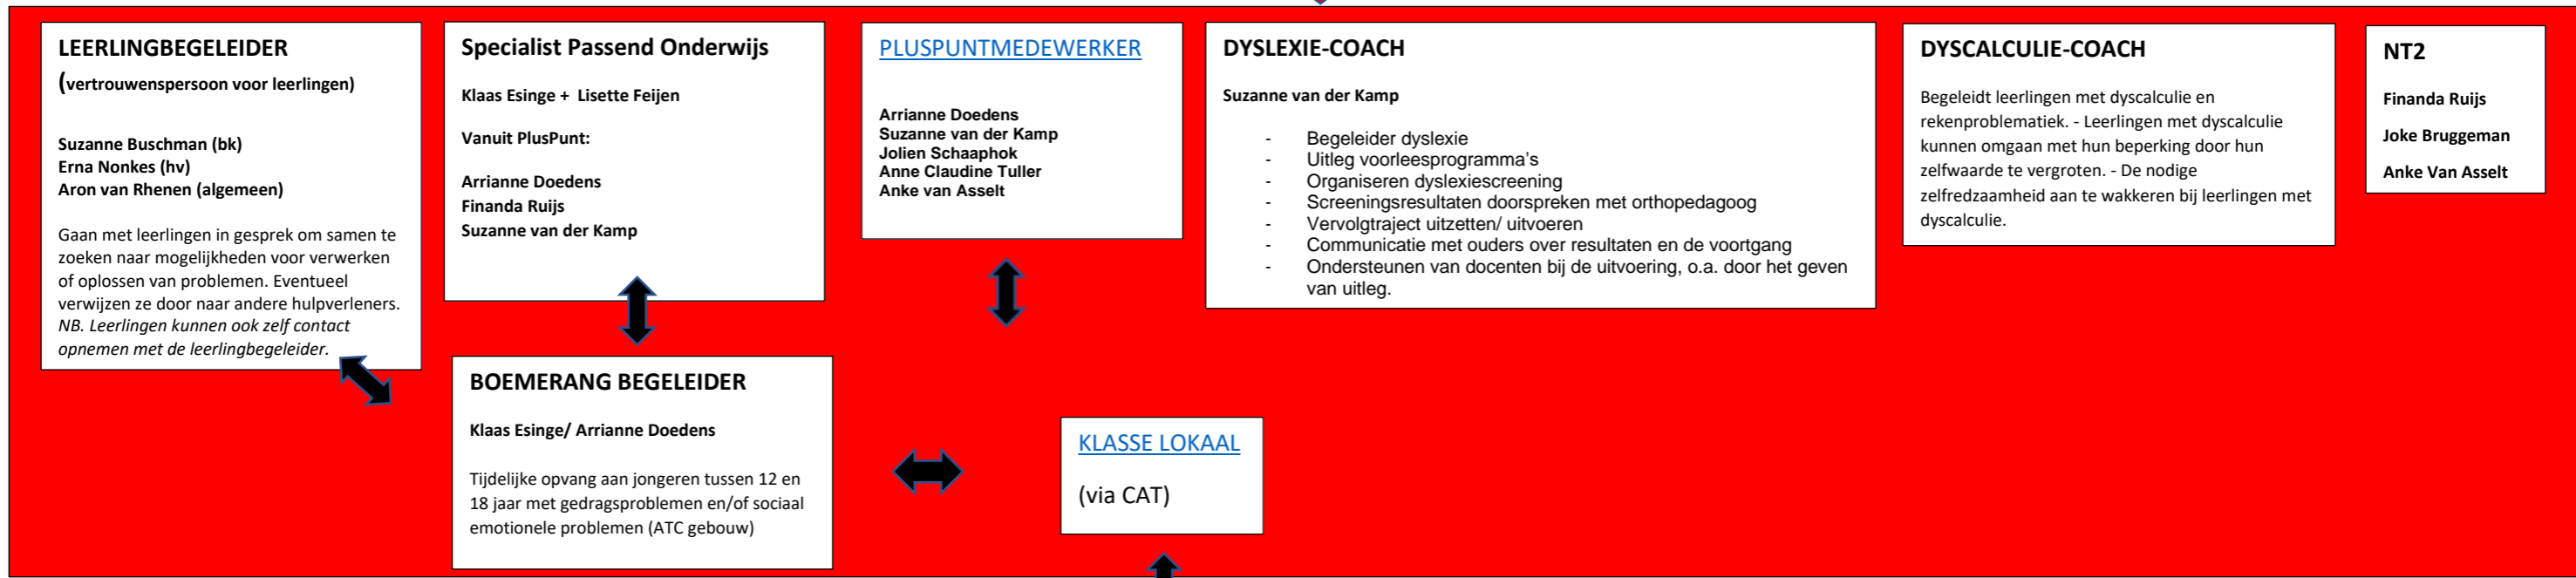 LEERLINGBEGELEIDER
(vertrouwenspersoon voor leerlingen)
Suzanne Buschman (bk)
Erna Nonkes (hv)
Aron van Rhenen (algemeen)
Gaan met leerlingen in gesprek om samen te
zoeken naar mogelijkheden voor verwerken
of oplossen van problemen. Eventueel
verwijzen ze door naar andere hulpverleners.
NB. Leerlingen kunnen ook zelf contact
opnemen met de leerlingbegeleider.
Specialist Passend Onderwijs
Klaas Esinge + Lisette Feijen
Vanuit PlusPunt:
Arrianne Doedens
Finanda Ruijs
Suzanne van der Kamp
BOEMERANG BEGELEIDER
Klaas Esinge/ Arrianne Doedens
Tijdelijke opvang aan jongeren tussen 12 en
18 jaar met gedragsproblemen en/of sociaal
emotionele problemen (ATC gebouw)
PLUSPUNTMEDEWERKER
Arrianne Doedens
Suzanne van der Kamp
Jolien Schaaphok
Anne Claudine Tuller
Anke van Asselt
KLASSE LOKAAL
(via CAT)
DYSLEXIE-COACH
Suzanne van der Kamp
- Begeleider dyslexie
- Uitleg voorleesprogramma’s
- Organiseren dyslexiescreening
- Screeningsresultaten doorspreken met orthopedagoog
- Vervolgtraject uitzetten/ uitvoeren
- Communicatie met ouders over resultaten en de voortgang
- Ondersteunen van docenten bij de uitvoering, o.a. door het geven
van uitleg.
DYSCALCULIE-COACH
Begeleidt leerlingen met dyscalculie en
rekenproblematiek. - Leerlingen met dyscalculie
kunnen omgaan met hun beperking door hun
zelfwaarde te vergroten. - De nodige
zelfredzaamheid aan te wakkeren bij leerlingen met
dyscalculie.
NT2
Finanda Ruijs
Joke Bruggeman
Anke Van Asselt